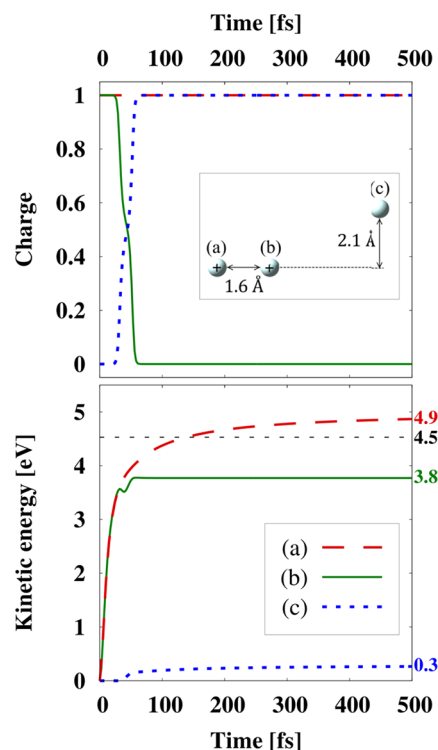 Time [fs]
0 100 200 300 400 500
Charge
1
0.8
0.6
0.4
0.2
0
(a) (b) (c)
+ +
1.6 Å
2.1 Å
Kinetic energy [eV]
5
4
3
2
1
0
4.9
4.5
3.8
0.3
(a)
(b)
(c)
0 100 200 300 400 500
Time [fs]